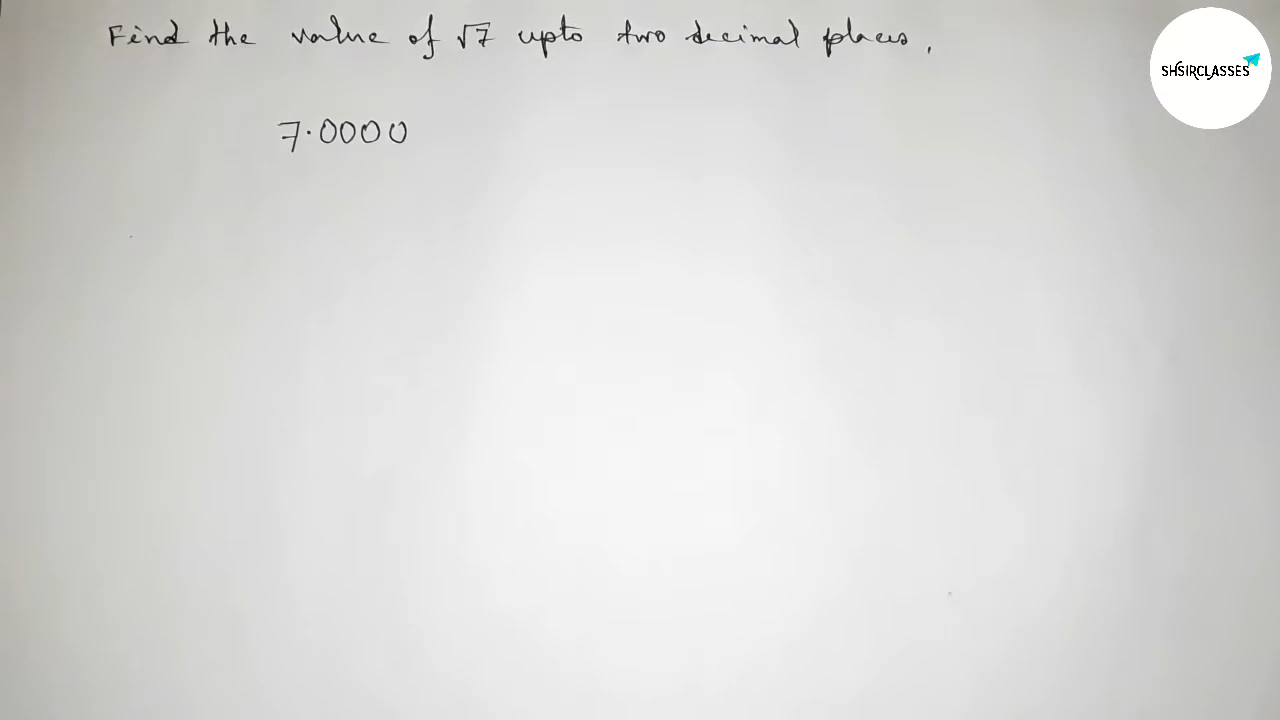 Find the value of √7 upto two decimal places.
SHSIRCLASSES
7.0000